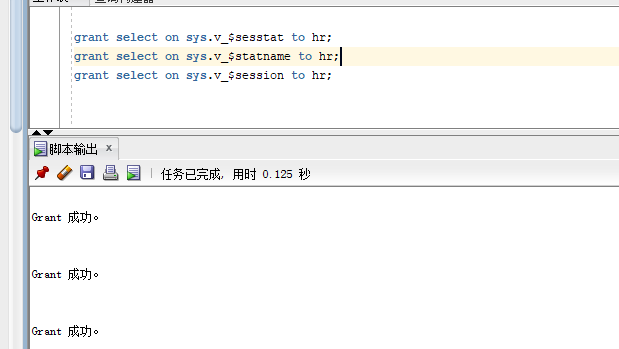 grant select on sys.v_$sesstat to hr;
grant select on sys.v_$statname to hr;
grant select on sys.v_$session to hr;
脚本输出 x
任务已完成, 用时 0.125 秒
Grant 成功。
Grant 成功。
Grant 成功。